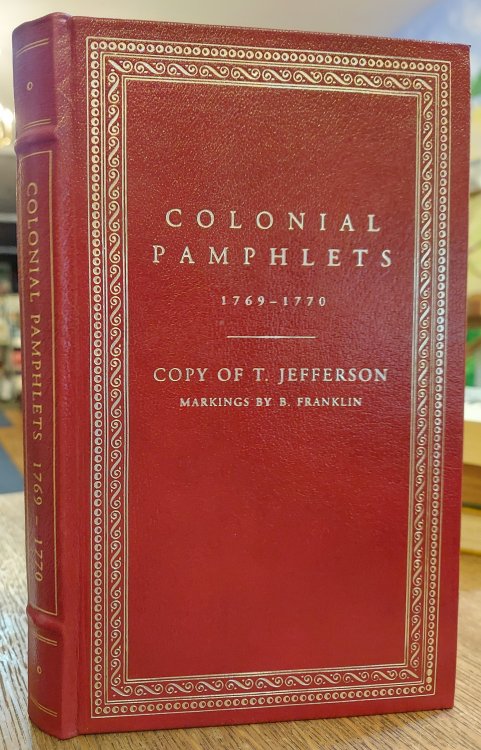 COLONIAL PAMPHLETS 1769 – 1770
COLONIAL
PAMPHLETS
1769–1770
COPY OF T. JEFFERSON
MARKINGS BY B. FRANKLIN